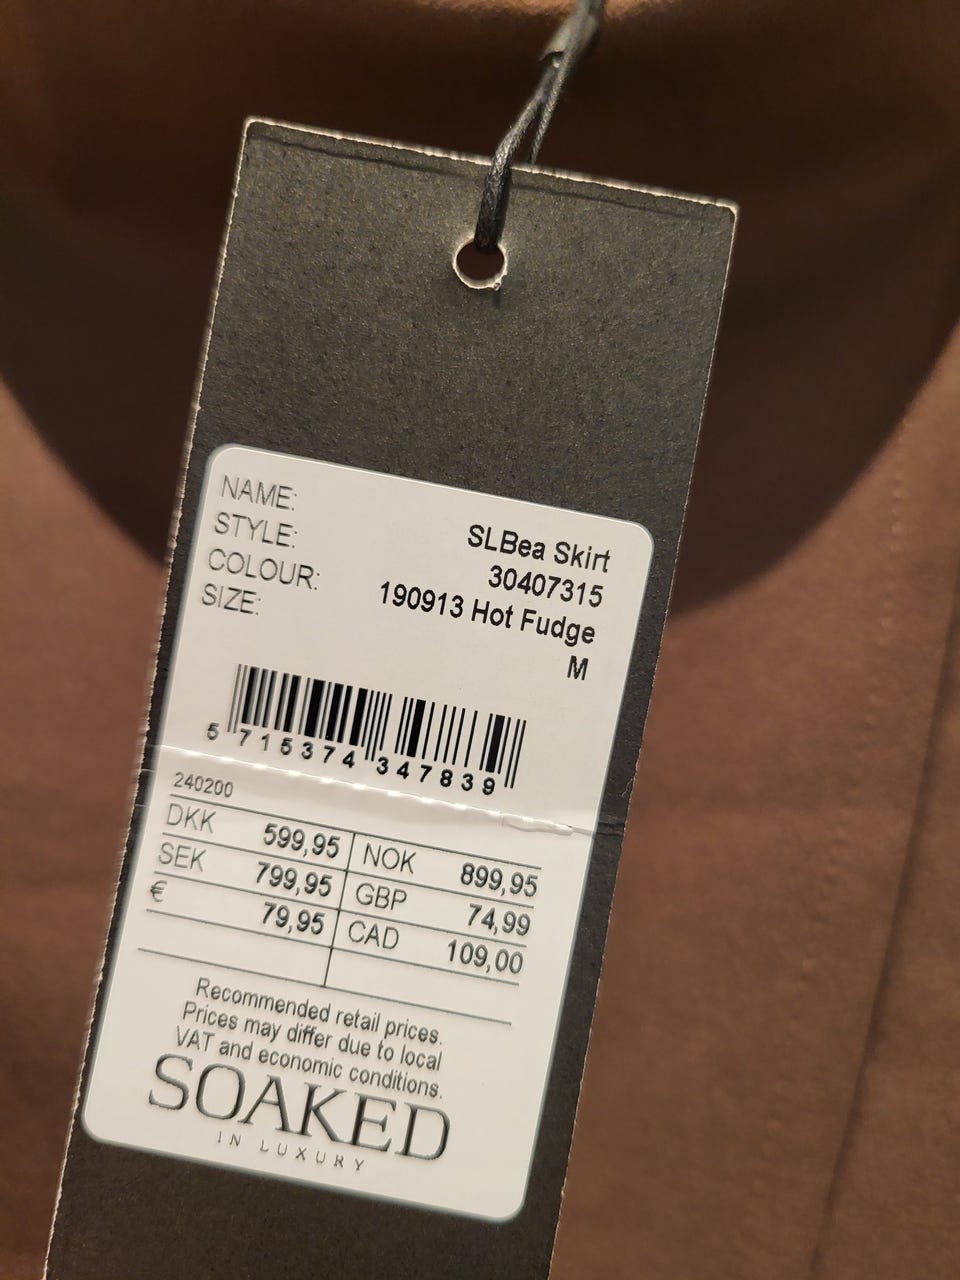 NAME: SLBea Skirt
STYLE: 30407315
COLOUR: 190913 Hot Fudge
SIZE: M
5 715374 347839
240200
DKK 599,95 NOK 899,95
SEK 799,95 GBP 74,99
€ 79,95 CAD 109,00
Recommended retail prices.
Prices may differ due to local
VAT and economic conditions.
SOAKED
IN LUXURY